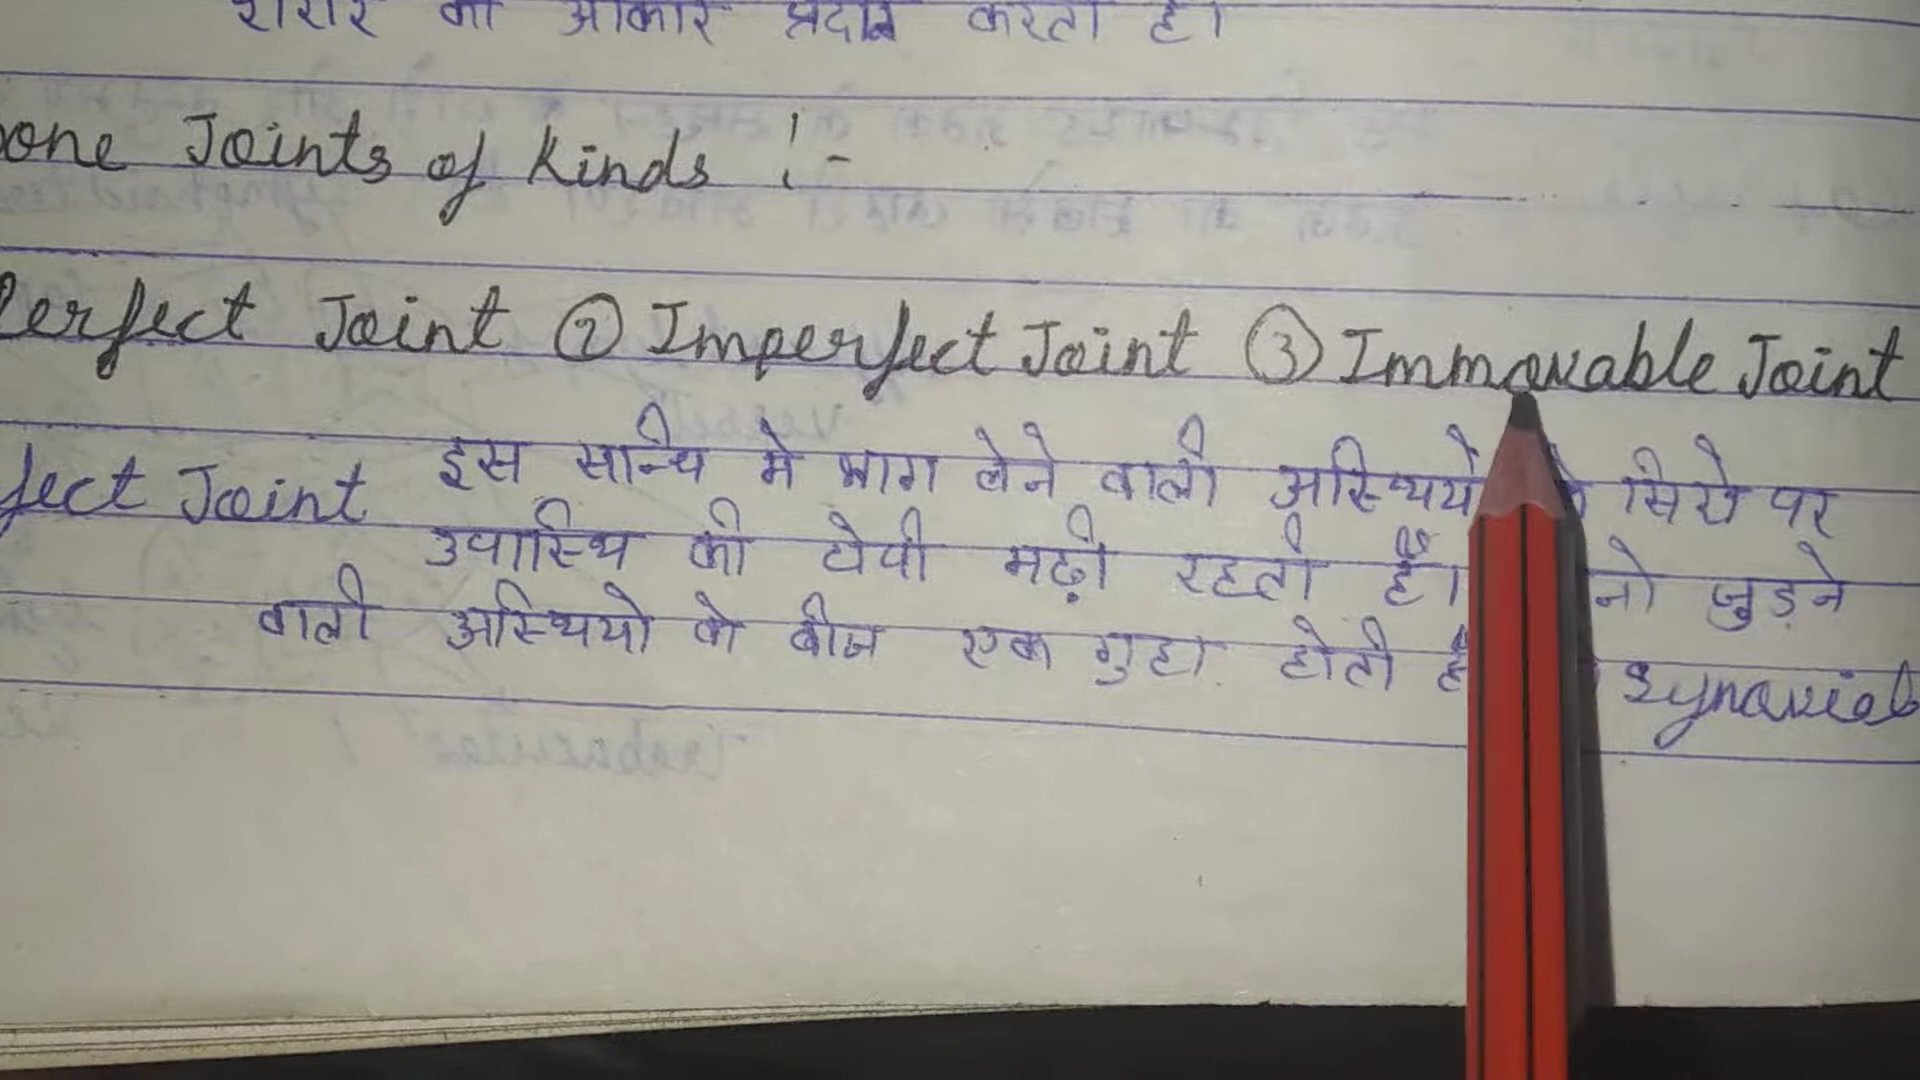 शरीर का आकार प्रदान करता है।
one Joints of Kinds :-
Perfect Joint ② Imperfect Joint ③ Immovable Joint
fect Joint इस सन्धि मे भाग लेने वाली अस्थियों सिरो पर
उपास्थि की टोपी मढ़ी रहती है। नो जुड़ने
वाली अस्थियो के बीच एक गुहा होती है Synovial